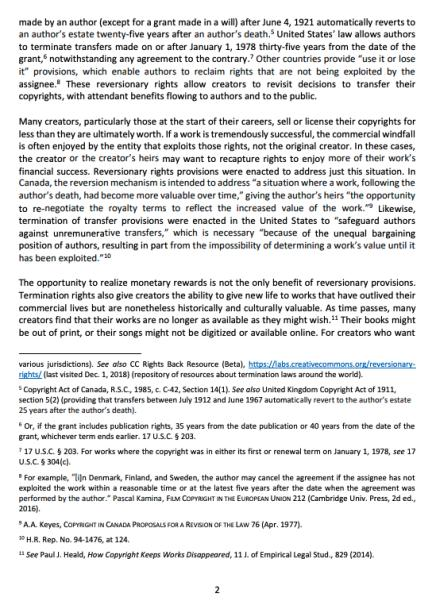 made by an author (except for a grant made in a will) after June 4, 1921 automatically reverts to
an author's estate twenty-five years after an author's death.⁵ United States' law allows authors
to terminate transfers made on or after January 1, 1978 thirty-five years from the date of the
grant,⁶ notwithstanding any agreement to the contrary.⁷ Other countries provide "use it or lose
it" provisions, which enable authors to reclaim rights that are not being exploited by the
assignee.⁸ These reversionary rights allow creators to revisit decisions to transfer their
copyrights, with attendant benefits flowing to authors and to the public.
Many creators, particularly those at the start of their careers, sell or license their copyrights for
less than they are ultimately worth. If a work is tremendously successful, the commercial windfall
is often enjoyed by the entity that exploits those rights, not the original creator. In these cases,
the creator or the creator's heirs may want to recapture rights to enjoy more of their work's
financial success. Reversionary rights provisions were enacted to address just this situation. In
Canada, the reversion mechanism is intended to address "a situation where a work, following the
author's death, had become more valuable over time," giving the author's heirs "the opportunity
to re-negotiate the royalty terms to reflect the increased value of the work."⁹ Likewise,
termination of transfer provisions were enacted in the United States to "safeguard authors
against unremunerative transfers," which is necessary "because of the unequal bargaining
position of authors, resulting in part from the impossibility of determining a work's value until it
has been exploited."¹⁰
The opportunity to realize monetary rewards is not the only benefit of reversionary provisions.
Termination rights also give creators the ability to give new life to works that have outlived their
commercial lives but are nonetheless historically and culturally valuable. As time passes, many
creators find that their works are no longer as available as they might wish.¹¹ Their books might
be out of print, or their songs might not be digitized or available online. For creators who want
various jurisdictions). See also CC Rights Back Resource (Beta), https://labs.creativecommons.org/reversionary-
rights/ (last visited Dec. 1, 2018) (repository of resources about termination laws around the world).
⁵ Copyright Act of Canada, R.S.C., 1985, c. C-42, Section 14(1). See also United Kingdom Copyright Act of 1911,
section 5(2) (providing that transfers between July 1912 and June 1967 automatically revert to the author's estate
25 years after the author's death).
⁶ Or, if the grant includes publication rights, 35 years from the date publication or 40 years from the date of the
grant, whichever term ends earlier. 17 U.S.C. § 203.
⁷ 17 U.S.C. § 203. For works where the copyright was in either its first or renewal term on January 1, 1978, see 17
U.S.C. § 304(c).
⁸ For example, "[i]n Denmark, Finland, and Sweden, the author may cancel the agreement if the assignee has not
exploited the work within a reasonable time or at the latest five years after the date when the agreement was
performed by the author." Pascal Kamina, FILM COPYRIGHT IN THE EUROPEAN UNION 212 (Cambridge Univ. Press, 2d ed.,
2016).
⁹ A.A. Keyes, COPYRIGHT IN CANADA PROPOSALS FOR A REVISION OF THE LAW 76 (Apr. 1977).
¹⁰ H.R. Rep. No. 94-1476, at 124.
¹¹ See Paul J. Heald, How Copyright Keeps Works Disappeared, 11 J. of Empirical Legal Stud., 829 (2014).
2